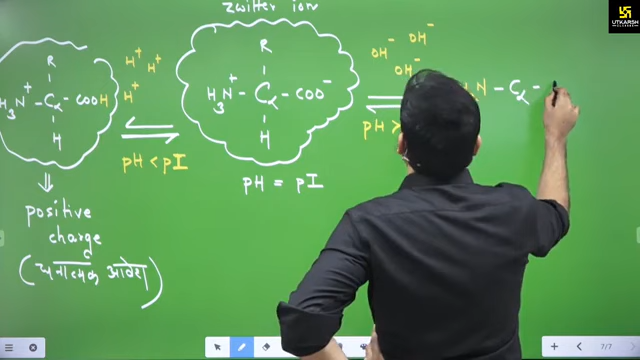 zwitter ion
R
H3N+ – Cα – COOH
H
H+ H+
H+
pH < pI
R
H3N+ – Cα – COO−
H
pH = pI
OH− OH−
OH−
pH >
N – Cα –
positive
charge
(धनात्मक आवेश)
UTKARSH
CLASSES
7/7